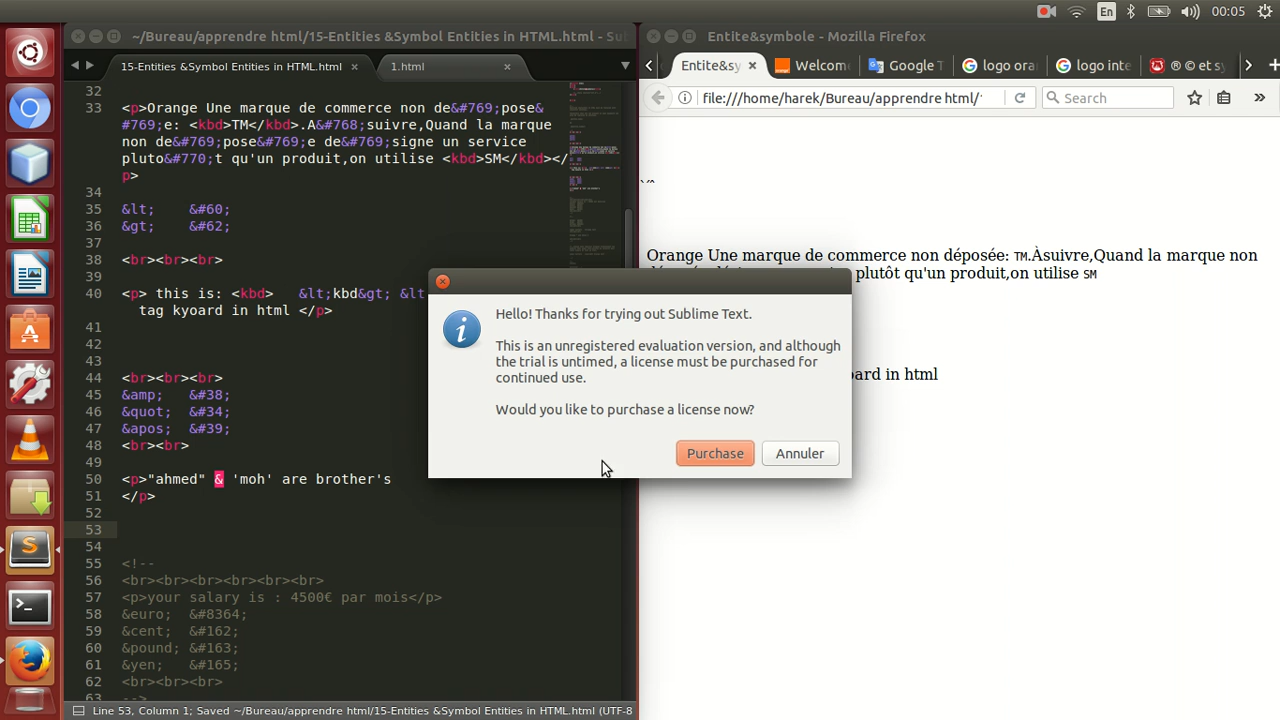 En
00:05
~/Bureau/apprendre html/15-Entities &Symbol Entities in HTML.html - Su
Entite&symbole - Mozilla Firefox
15-Entities &Symbol Entities in HTML.html
1.html
Entite&sy
Welcome
Google T
logo ora
logo inte
® © et sy
file:///home/harek/Bureau/apprendre html/
Search
32
33 <p>Orange Une marque de commerce non de&#769;pose&
#769;e: <kbd>TM</kbd>.A&#768;suivre,Quand la marque
non de&#769;pose&#769;e de&#769;signe un service
pluto&#770;t qu'un produit,on utilise <kbd>SM</kbd></
p>
34
35 &lt; &#60;
36 &gt; &#62;
37
38 <br><br><br>
39
40 <p> this is: <kbd> &lt;kbd&gt; &lt
tag kyoard in html </p>
41
42
43
44 <br><br><br>
45 &amp; &#38;
46 &quot; &#34;
47 &apos; &#39;
48 <br><br>
49
50 <p>"ahmed" & 'moh' are brother's
51 </p>
52
53
54
55 <!--
56 <br><br><br><br><br><br>
57 <p>your salary is : 4500€ par mois</p>
58 &euro; &#8364;
59 &cent; &#162;
60 &pound; &#163;
61 &yen; &#165;
62 <br><br><br>
63 -->
Line 53, Column 1; Saved ~/Bureau/apprendre html/15-Entities &Symbol Entities in HTML.html (UTF-8
Orange Une marque de commerce non déposée: TM.Àsuivre,Quand la marque non
plutôt qu'un produit,on utilise SM
ard in html
Hello! Thanks for trying out Sublime Text.
This is an unregistered evaluation version, and although
the trial is untimed, a license must be purchased for
continued use.
Would you like to purchase a license now?
Purchase
Annuler